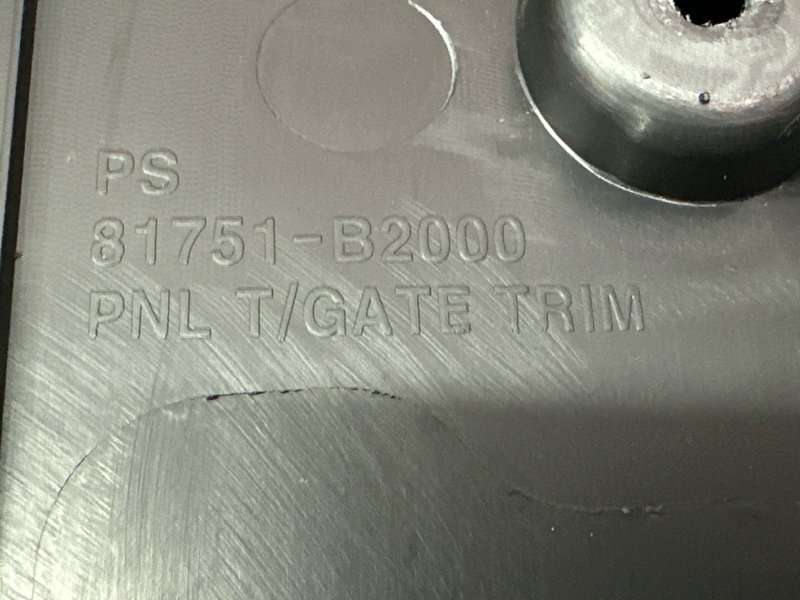 PS
81751-B2000
PNL T/GATE TRIM